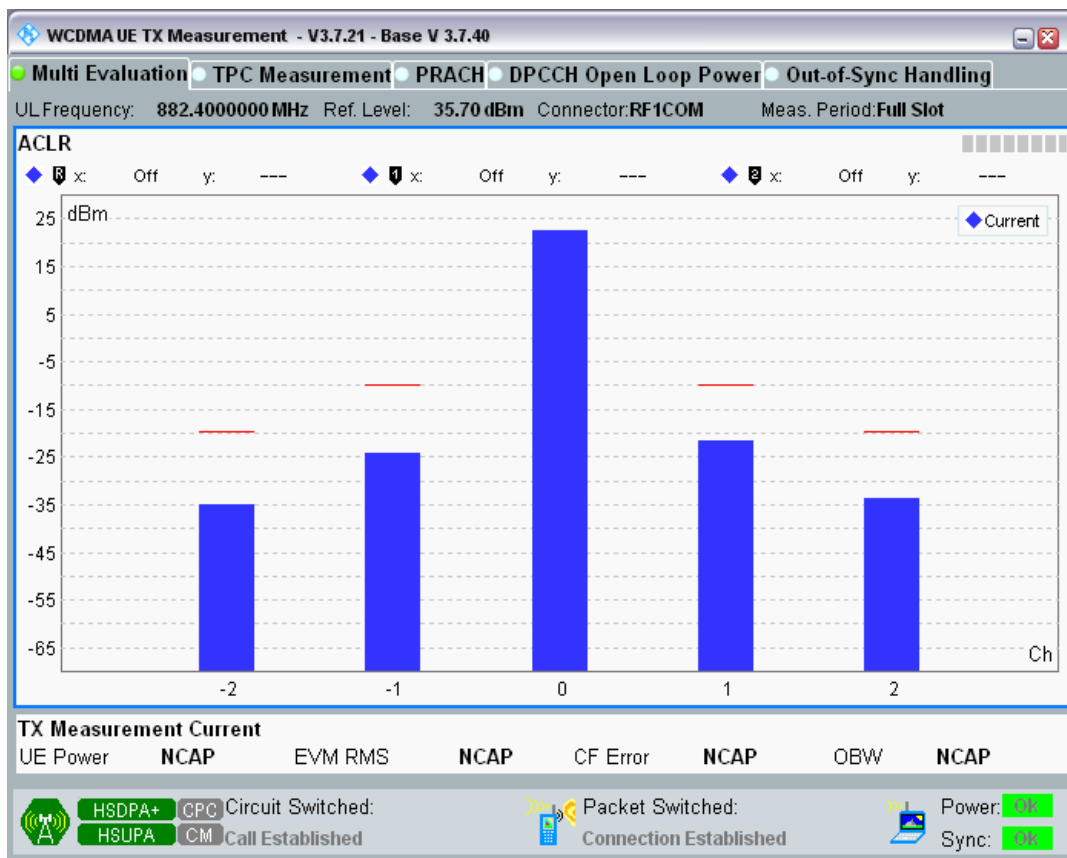 WCDMA UE TX Measurement - V3.7.21 - Base V 3.7.40
Multi Evaluation TPC Measurement PRACH DPCCH Open Loop Power Out-of-Sync Handling
UL Frequency: 882.4000000 MHz Ref. Level: 35.70 dBm Connector:RF1COM Meas. Period:Full Slot
ACLR
R x: Off y: --- 1 x: Off y: --- 2 x: Off y: ---
dBm
Current
25
15
5
-5
-15
-25
-35
-45
-55
-65
Ch
-2 -1 0 1 2
TX Measurement Current
UE Power NCAP EVM RMS NCAP CF Error NCAP OBW NCAP
HSDPA+ CPC Circuit Switched: Packet Switched: Power: Ok
HSUPA CM Call Established Connection Established Sync: Ok